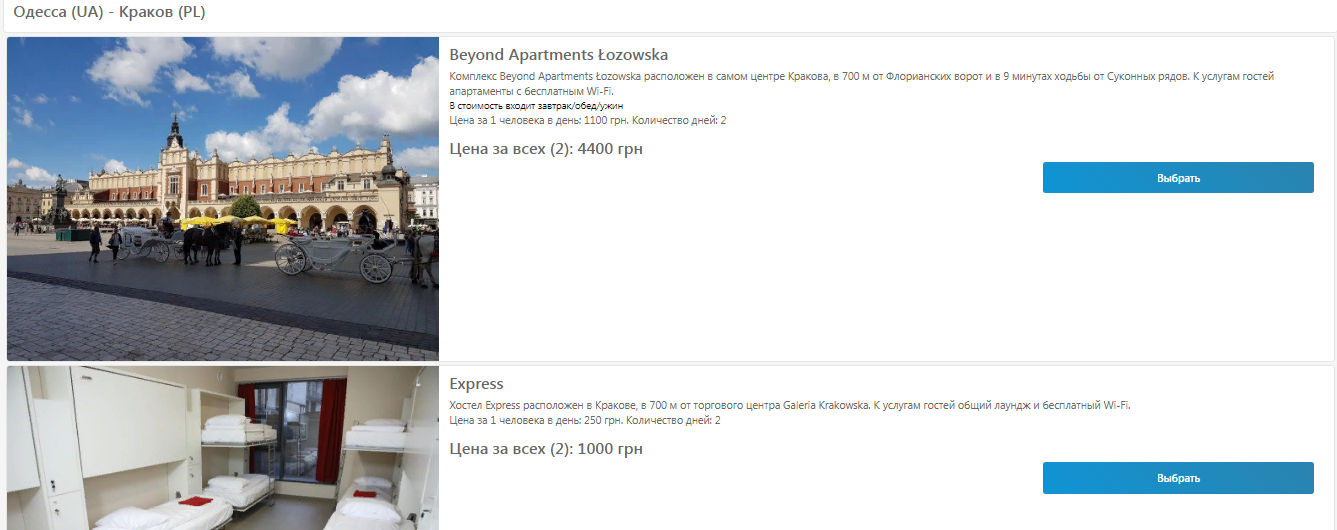 Одесса (UA) - Краков (PL)
Beyond Apartments Łozowska
Комплекс Beyond Apartments Łozowska расположен в самом центре Кракова, в 700 м от Флорианских ворот и в 9 минутах ходьбы от Суконных рядов. К услугам гостей
апартаменты с бесплатным Wi-Fi.
В стоимость входит завтрак/обед/ужин
Цена за 1 человека в день: 1100 грн. Количество дней: 2
Цена за всех (2): 4400 грн
Выбрать
Express
Хостел Express расположен в Кракове, в 700 м от торгового центра Galeria Krakowska. К услугам гостей общий лаундж и бесплатный Wi-Fi.
Цена за 1 человека в день: 250 грн. Количество дней: 2
Цена за всех (2): 1000 грн
Выбрать